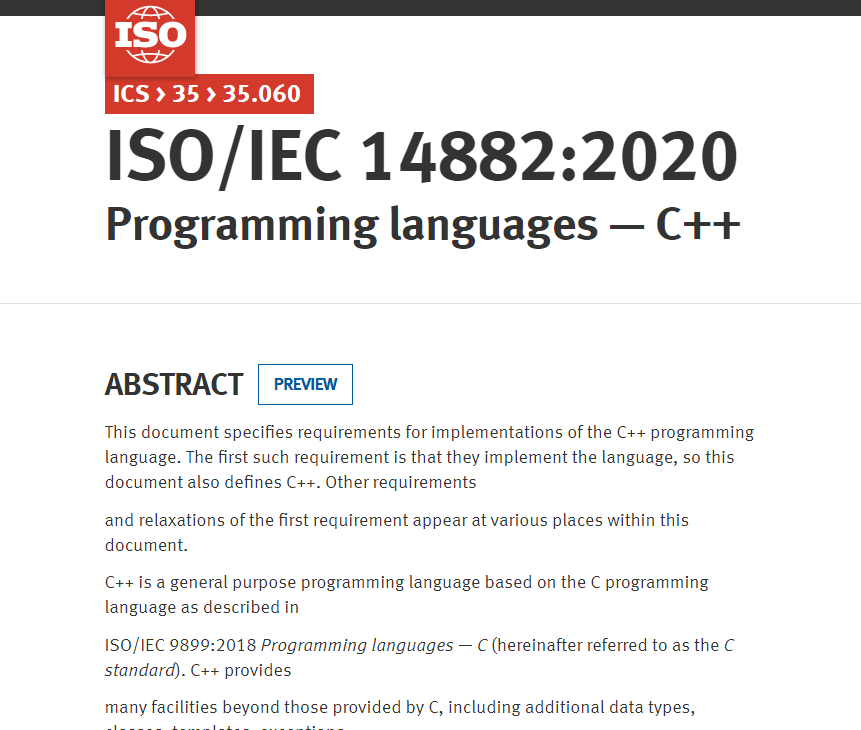 ISO
ICS › 35 › 35.060
ISO/IEC 14882:2020
Programming languages — C++
ABSTRACT PREVIEW
This document specifies requirements for implementations of the C++ programming
language. The first such requirement is that they implement the language, so this
document also defines C++. Other requirements
and relaxations of the first requirement appear at various places within this
document.
C++ is a general purpose programming language based on the C programming
language as described in
ISO/IEC 9899:2018 Programming languages — C (hereinafter referred to as the C
standard). C++ provides
many facilities beyond those provided by C, including additional data types,
classes, templates, exceptions,